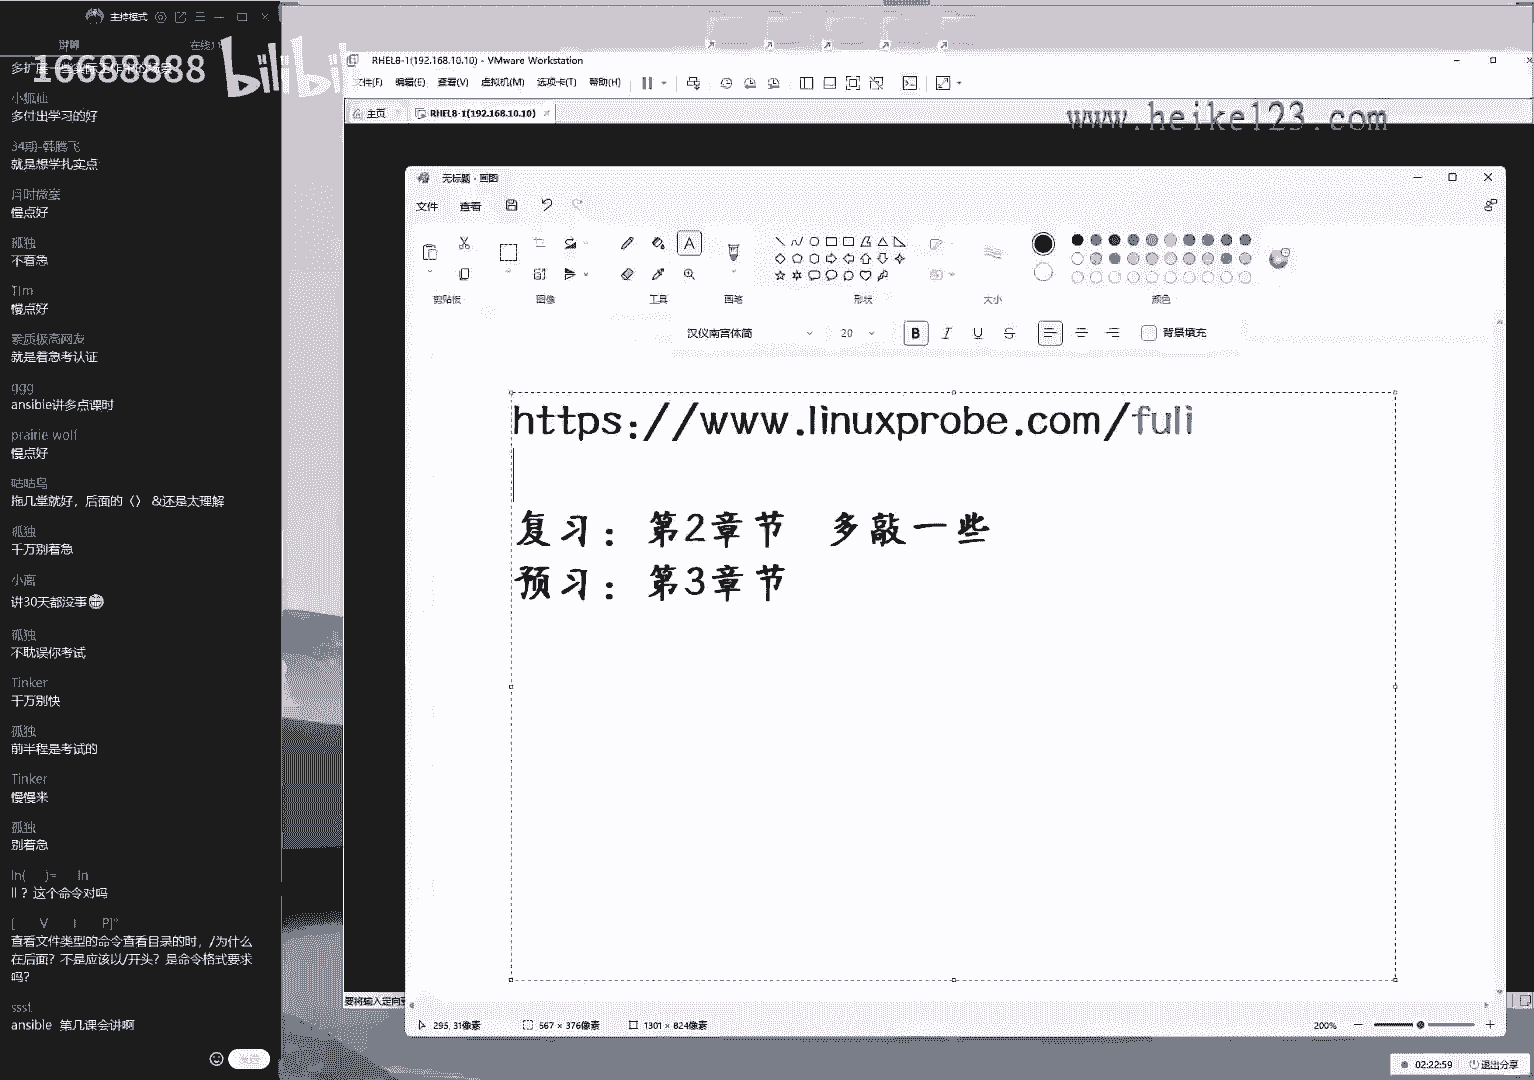 主持模式
讲聊
在线1
16688888 bilibili
小狐仙
多付出学习的好
34期-韩腾飞
就是想学扎实点
慢点好
孤独
不着急
慢点好
素质极高网友
就是着急考认证
ggg
ansible讲多点课时
prairie wolf
慢点好
咕咕鸟
拖几堂就好，后面的〈〉 &还是太理解
孤独
千万别着急
小离
讲30天都没事
孤独
不耽误你考试
Tinker
千万别快
孤独
前半程是考试的
Tinker
慢慢来
孤独
别着急
ln( )= ln
ll ？这个命令对吗
[ V I P]°
查看文件类型的命令查看目录的时，/为什么
在后面？不是应该以/开头？是命令格式要求
吗？
ssst
ansible 第几课会讲啊
发送
RHEL8-1(192.168.10.10) - VMware Workstation
文件(F) 编辑(E) 查看(V) 虚拟机(M) 选项卡(T) 帮助(H)
主页 RHEL8-1(192.168.10.10)
www.heike123.com
无标题 - 画图
文件 查看
剪贴板 图像 工具 画笔 形状 大小 颜色
汉仪南宫体简 20 B I U S 背景填充
https://www.linuxprobe.com/fuli
复习：第2章节 多敲一些
预习：第3章节
要将输入定向到
295, 31像素 567 × 376像素 1301 × 824像素 200%
02:22:59 退出分享